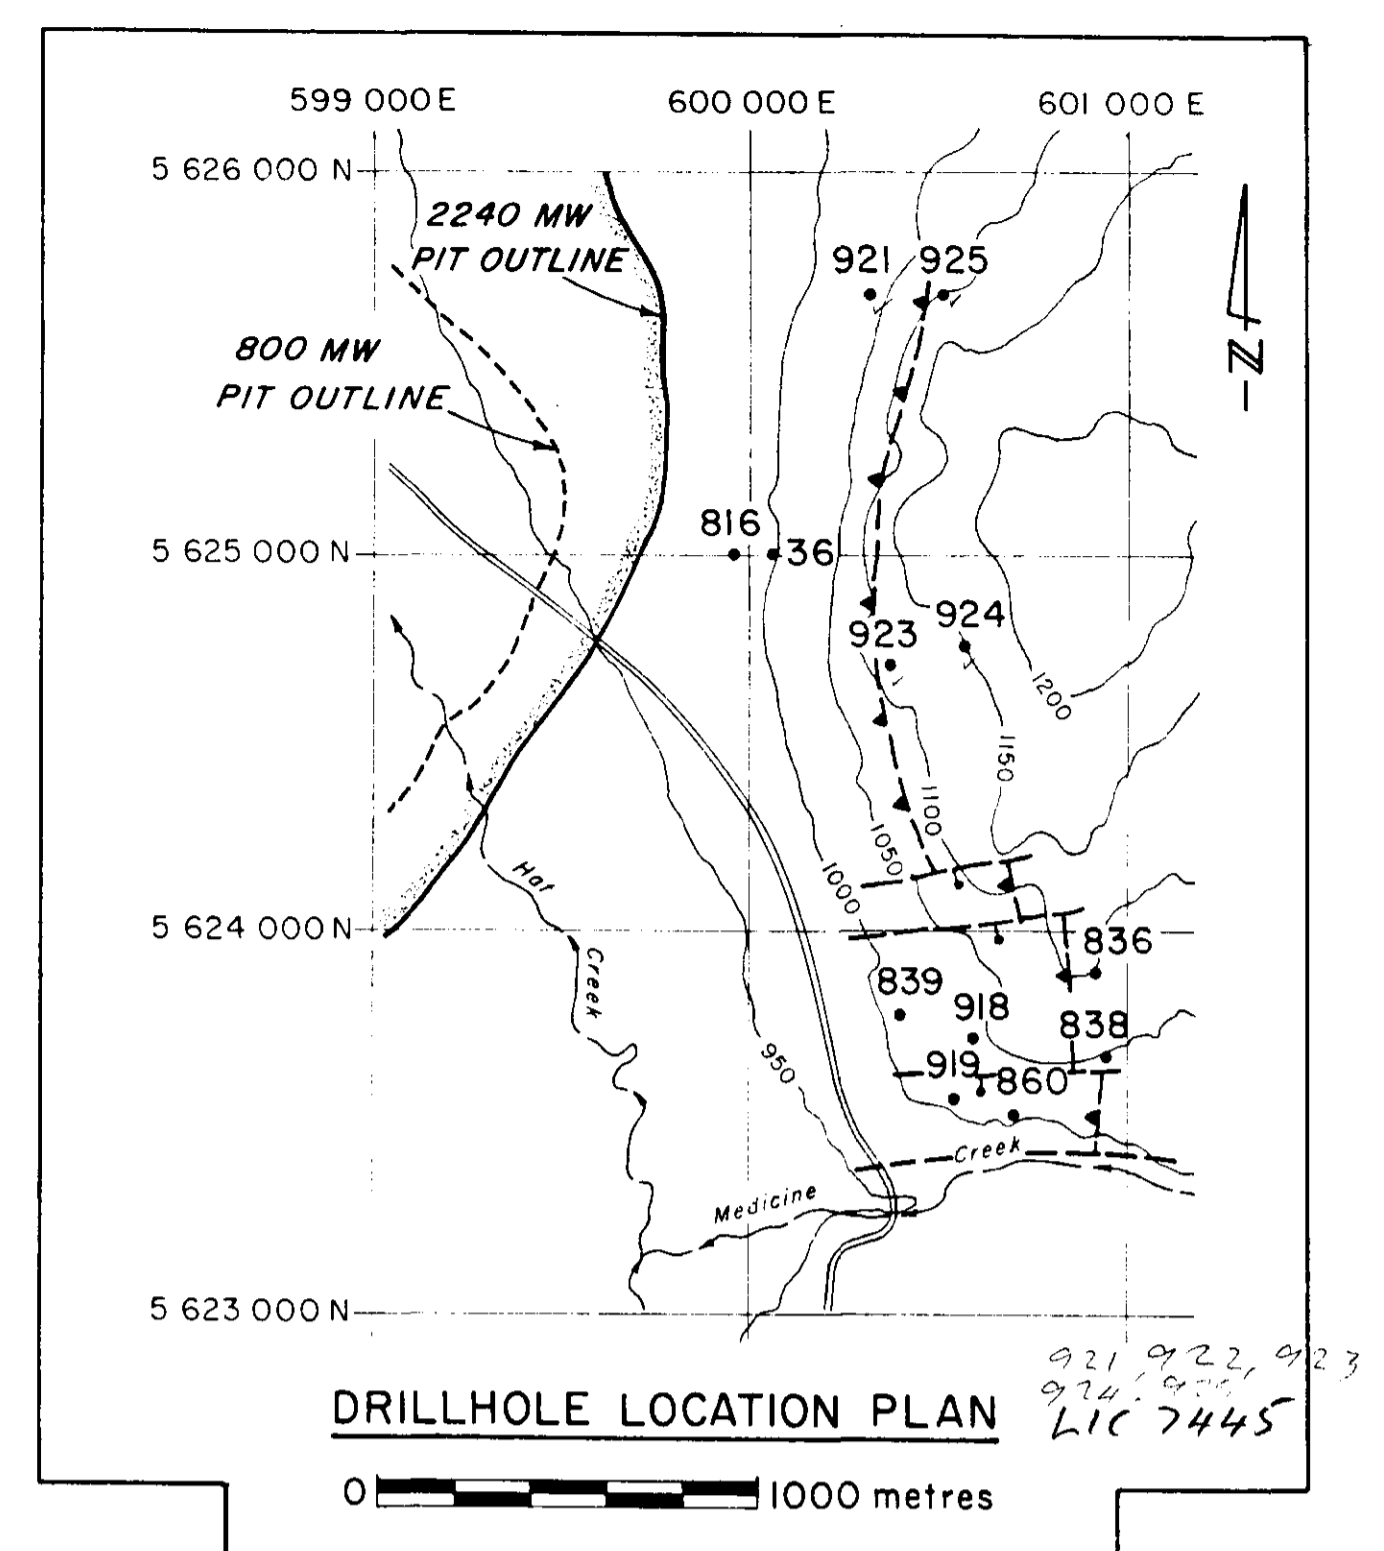 599 000 E 600 000 E 601 000 E
5 626 000 N
2240 MW
PIT OUTLINE
921 925
800 MW
PIT OUTLINE
N
816
5 625 000 N
36
924
923
1200
1150
1100
1050
1000
Hat
Creek
5 624 000 N
836
839
918
838
950
919
860
Creek
Medicine
5 623 000 N
921, 922, 923
924,
LIC 7445
DRILLHOLE LOCATION PLAN
0 1000 metres